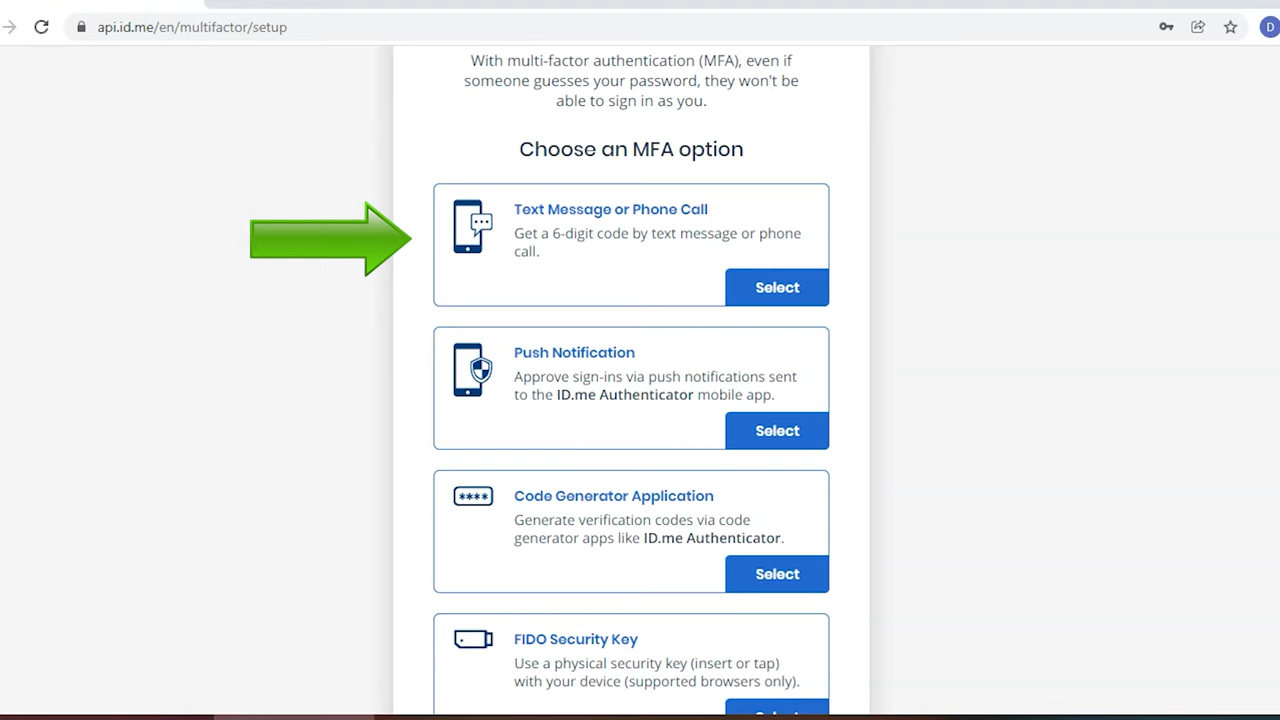 api.id.me/en/multifactor/setup
D
With multi-factor authentication (MFA), even if
someone guesses your password, they won't be
able to sign in as you.
Choose an MFA option
Text Message or Phone Call
Get a 6-digit code by text message or phone
call.
Select
Push Notification
Approve sign-ins via push notifications sent
to the ID.me Authenticator mobile app.
Select
****
Code Generator Application
Generate verification codes via code
generator apps like ID.me Authenticator.
Select
FIDO Security Key
Use a physical security key (insert or tap)
with your device (supported browsers only).